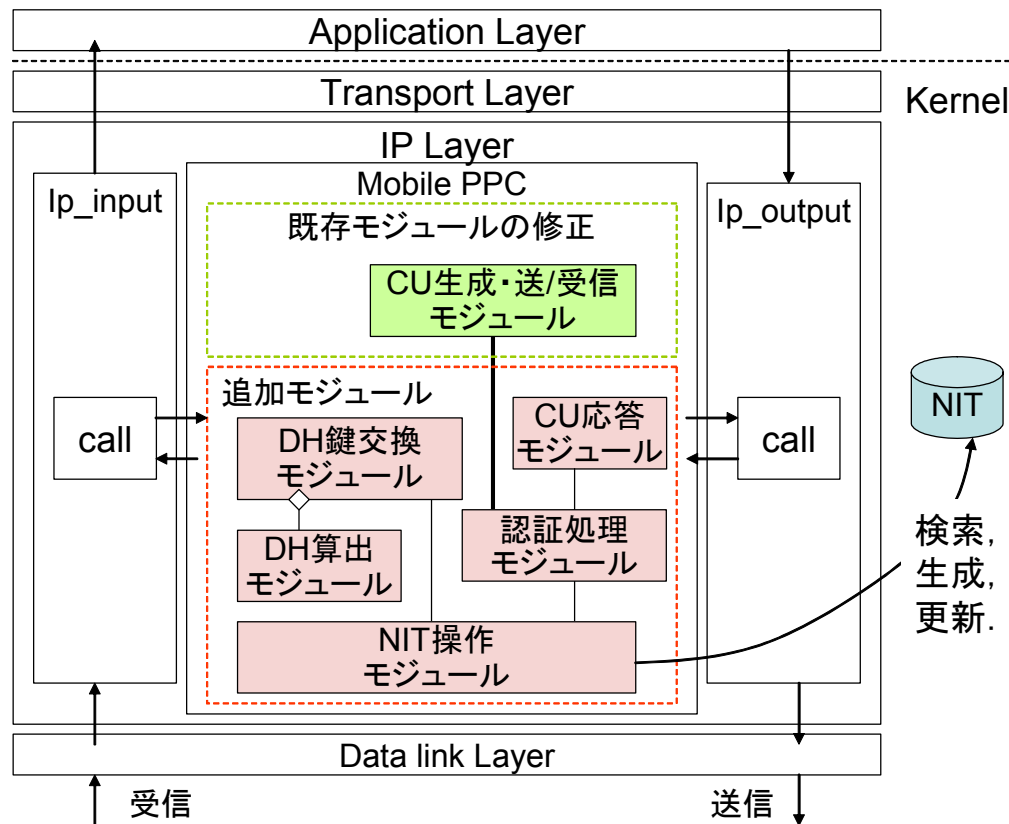 Application Layer
Transport Layer
Kernel
IP Layer
Mobile PPC
Ip_input
Ip_output
既存モジュールの修正
CU生成・送/受信
モジュール
追加モジュール
call
DH鍵交換
モジュール
CU応答
モジュール
call
NIT
DH算出
モジュール
認証処理
モジュール
検索,
生成,
更新.
NIT操作
モジュール
Data link Layer
受信
送信